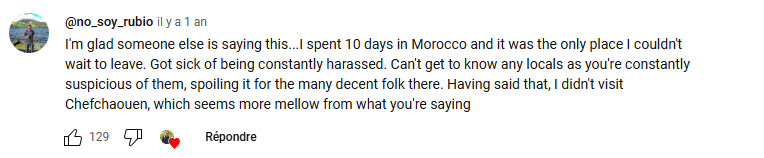 @no_soy_rubio il y a 1 an
I'm glad someone else is saying this...I spent 10 days in Morocco and it was the only place I couldn't
wait to leave. Got sick of being constantly harassed. Can't get to know any locals as you're constantly
suspicious of them, spoiling it for the many decent folk there. Having said that, I didn't visit
Chefchaouen, which seems more mellow from what you're saying
129 Répondre